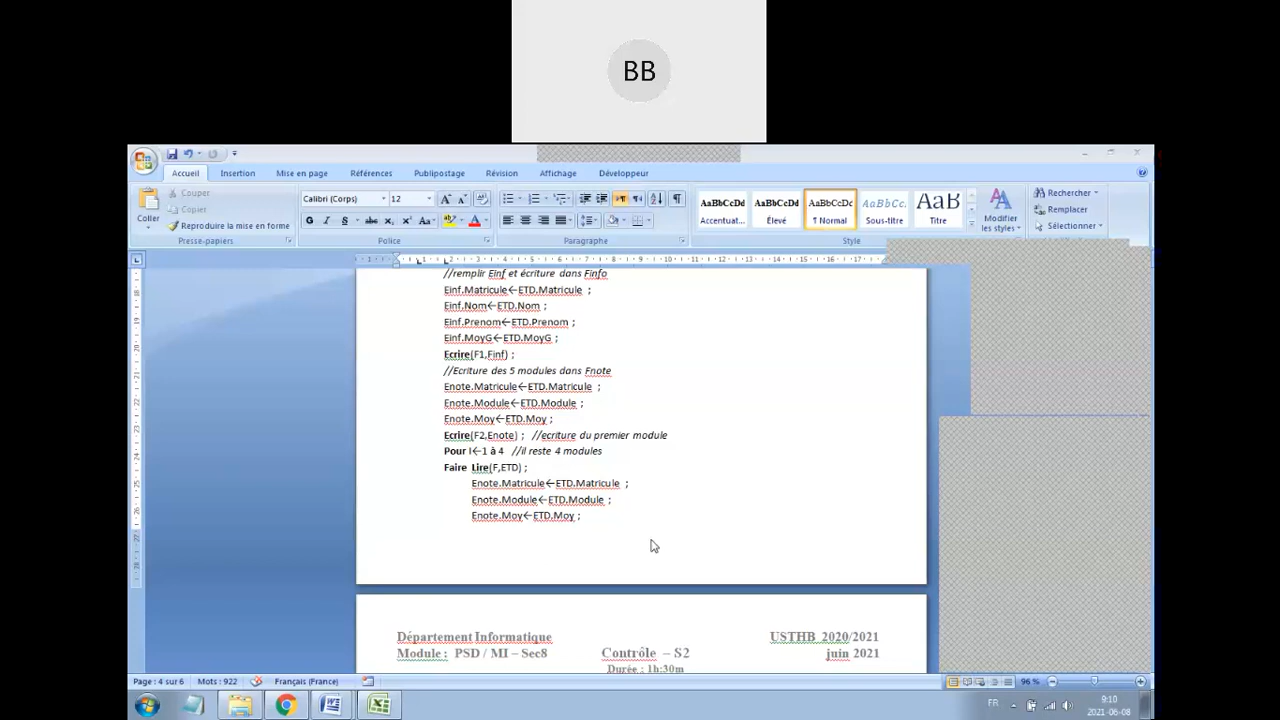 BB
Accueil Insertion Mise en page Références Publipostage Révision Affichage Développeur
Coller
Couper
Copier
Reproduire la mise en forme
Presse-papiers
Calibri (Corps) 12
Police
Paragraphe
AaBbCcDd AaBbCcDd AaBbCcDc AaBbCc AaB
Accentuat... Élevé ¶ Normal Sous-titre Titre
Modifier les styles
Style
Rechercher
Remplacer
Sélectionner
//remplir Einf et écriture dans Finfo
Einf.Matricule←ETD.Matricule ;
Einf.Nom←ETD.Nom ;
Einf.Prenom←ETD.Prenom ;
Einf.MoyG←ETD.MoyG ;
Ecrire(F1,Finf) ;
//Ecriture des 5 modules dans Fnote
Enote.Matricule←ETD.Matricule ;
Enote.Module←ETD.Module ;
Enote.Moy←ETD.Moy ;
Ecrire(F2,Enote) ; //ecriture du premier module
Pour I←1 à 4 //il reste 4 modules
Faire Lire(F,ETD) ;
Enote.Matricule←ETD.Matricule ;
Enote.Module←ETD.Module ;
Enote.Moy←ETD.Moy ;
Département Informatique USTHB 2020/2021
Module : PSD / MI – Sec8 Contrôle – S2 juin 2021
Durée : 1h:30m
Page : 4 sur 6 Mots : 922 Français (France) 96 %
FR 9:10
2021-06-08